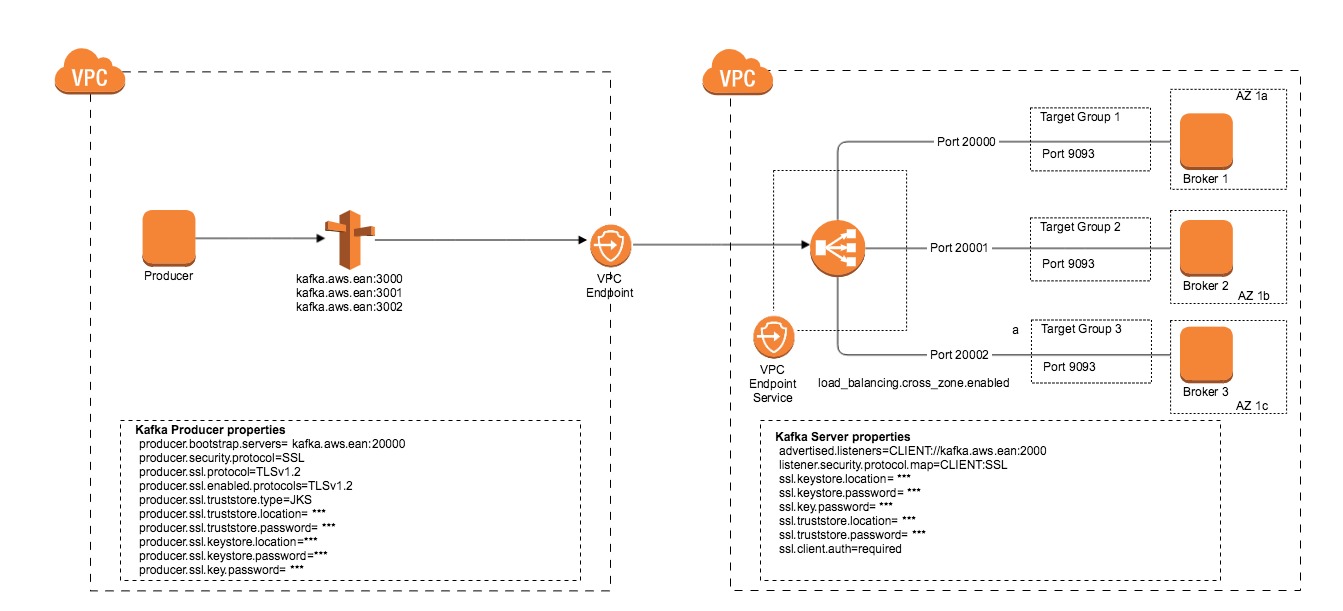 VPC
Producer
kafka.aws.ean:3000
kafka.aws.ean:3001
kafka.aws.ean:3002
VPC
Endpoint
Kafka Producer properties
producer.bootstrap.servers= kafka.aws.ean:20000
producer.security.protocol=SSL
producer.ssl.protocol=TLSv1.2
producer.ssl.enabled.protocols=TLSv1.2
producer.ssl.truststore.type=JKS
producer.ssl.truststore.location= ***
producer.ssl.truststore.password= ***
producer.ssl.keystore.location=***
producer.ssl.keystore.password=***
producer.ssl.key.password= ***
VPC
Port 20000
Target Group 1
Port 9093
AZ 1a
Broker 1
Port 20001
Target Group 2
Port 9093
Broker 2
AZ 1b
a
Port 20002
Target Group 3
Port 9093
Broker 3
AZ 1c
VPC
Endpoint
Service
load_balancing.cross_zone.enabled
Kafka Server properties
advertised.listeners=CLIENT://kafka.aws.ean:2000
listener.security.protocol.map=CLIENT:SSL
ssl.keystore.location= ***
ssl.keystore.password= ***
ssl.key.password= ***
ssl.truststore.location= ***
ssl.truststore.password= ***
ssl.client.auth=required